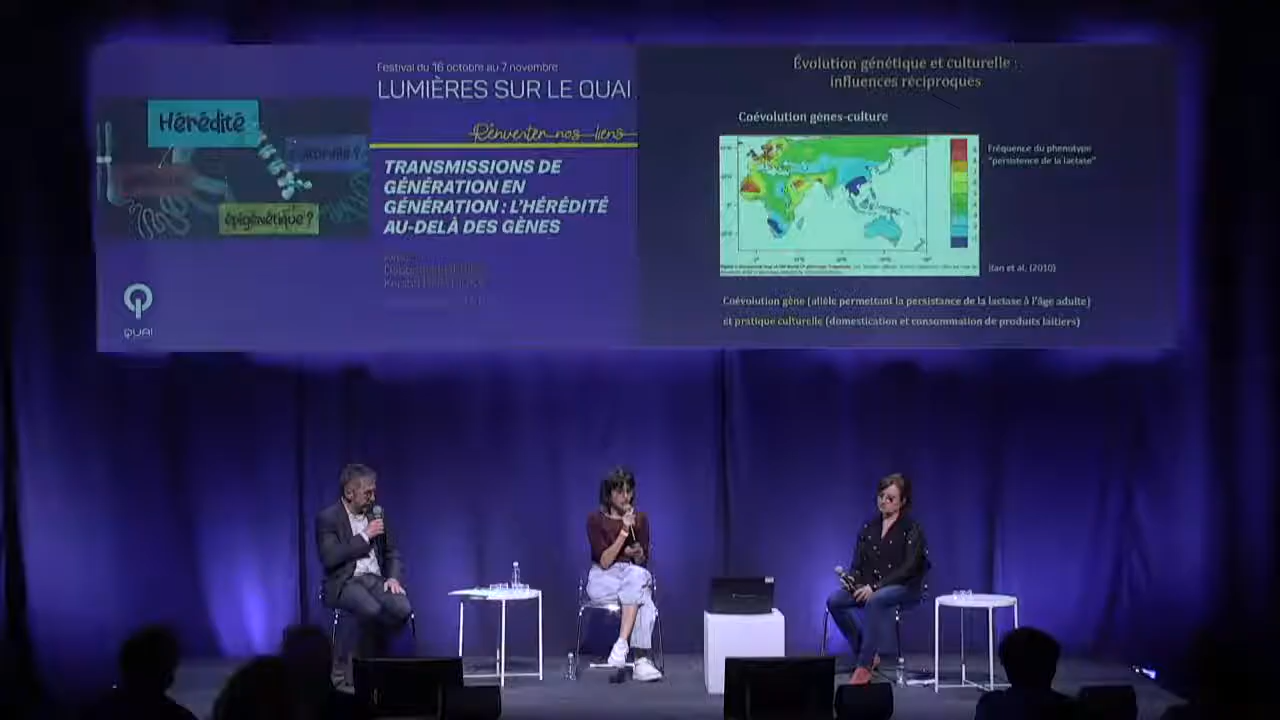 Hérédité
épigénétique ?
QUAI
Festival du 16 octobre au 7 novembre
LUMIÈRES SUR LE QUAI
Réinventer nos liens
TRANSMISSIONS DE
GÉNÉRATION EN
GÉNÉRATION : L'HÉRÉDITÉ
AU-DELÀ DES GÈNES
Évolution génétique et culturelle :
influences réciproques
Coévolution gènes-culture
Fréquence du phenotype
"persistence de la lactase"
et al. (2010)
Coévolution gène (allèle permettant la persistance de la lactase à l'âge adulte)
et pratique culturelle (domestication et consommation de produits laitiers)